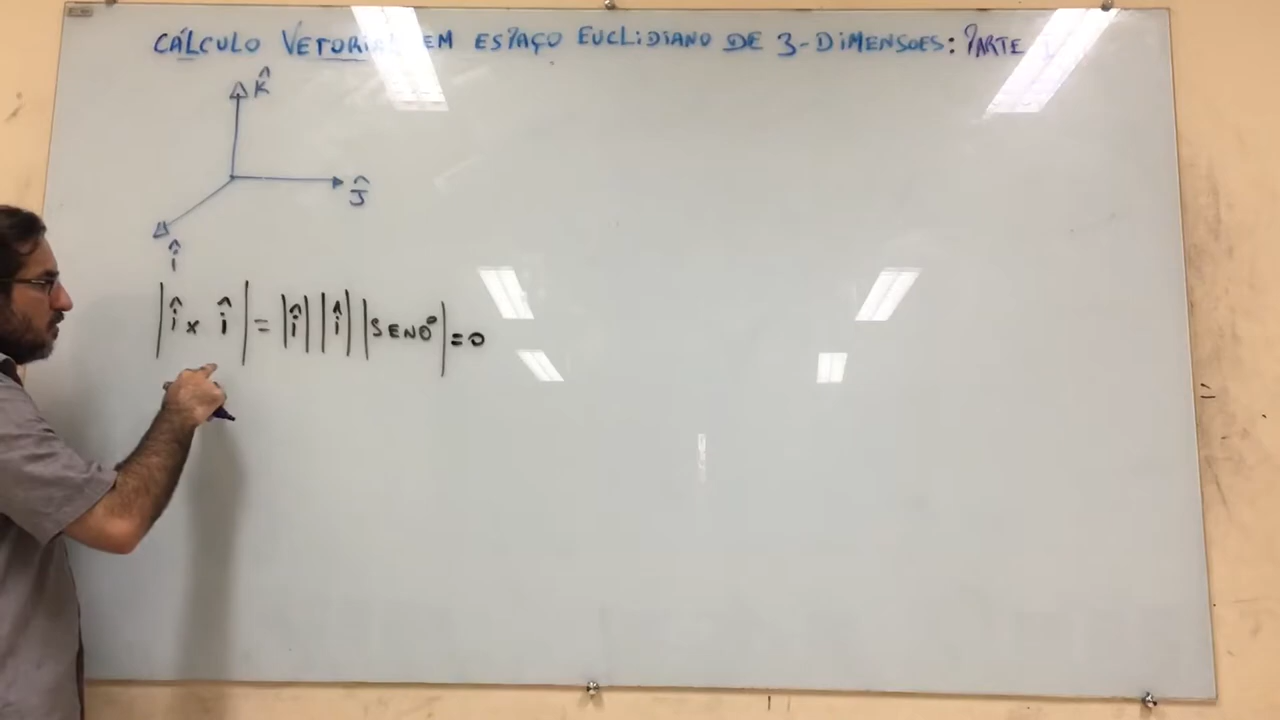 CÁLCULO VETORIAL EM ESPAÇO EUCLIDIANO DE 3-DIMENSOES: PARTE
k̂
ĵ
î
|î x î| = |î| |î| |SEN0°| = 0